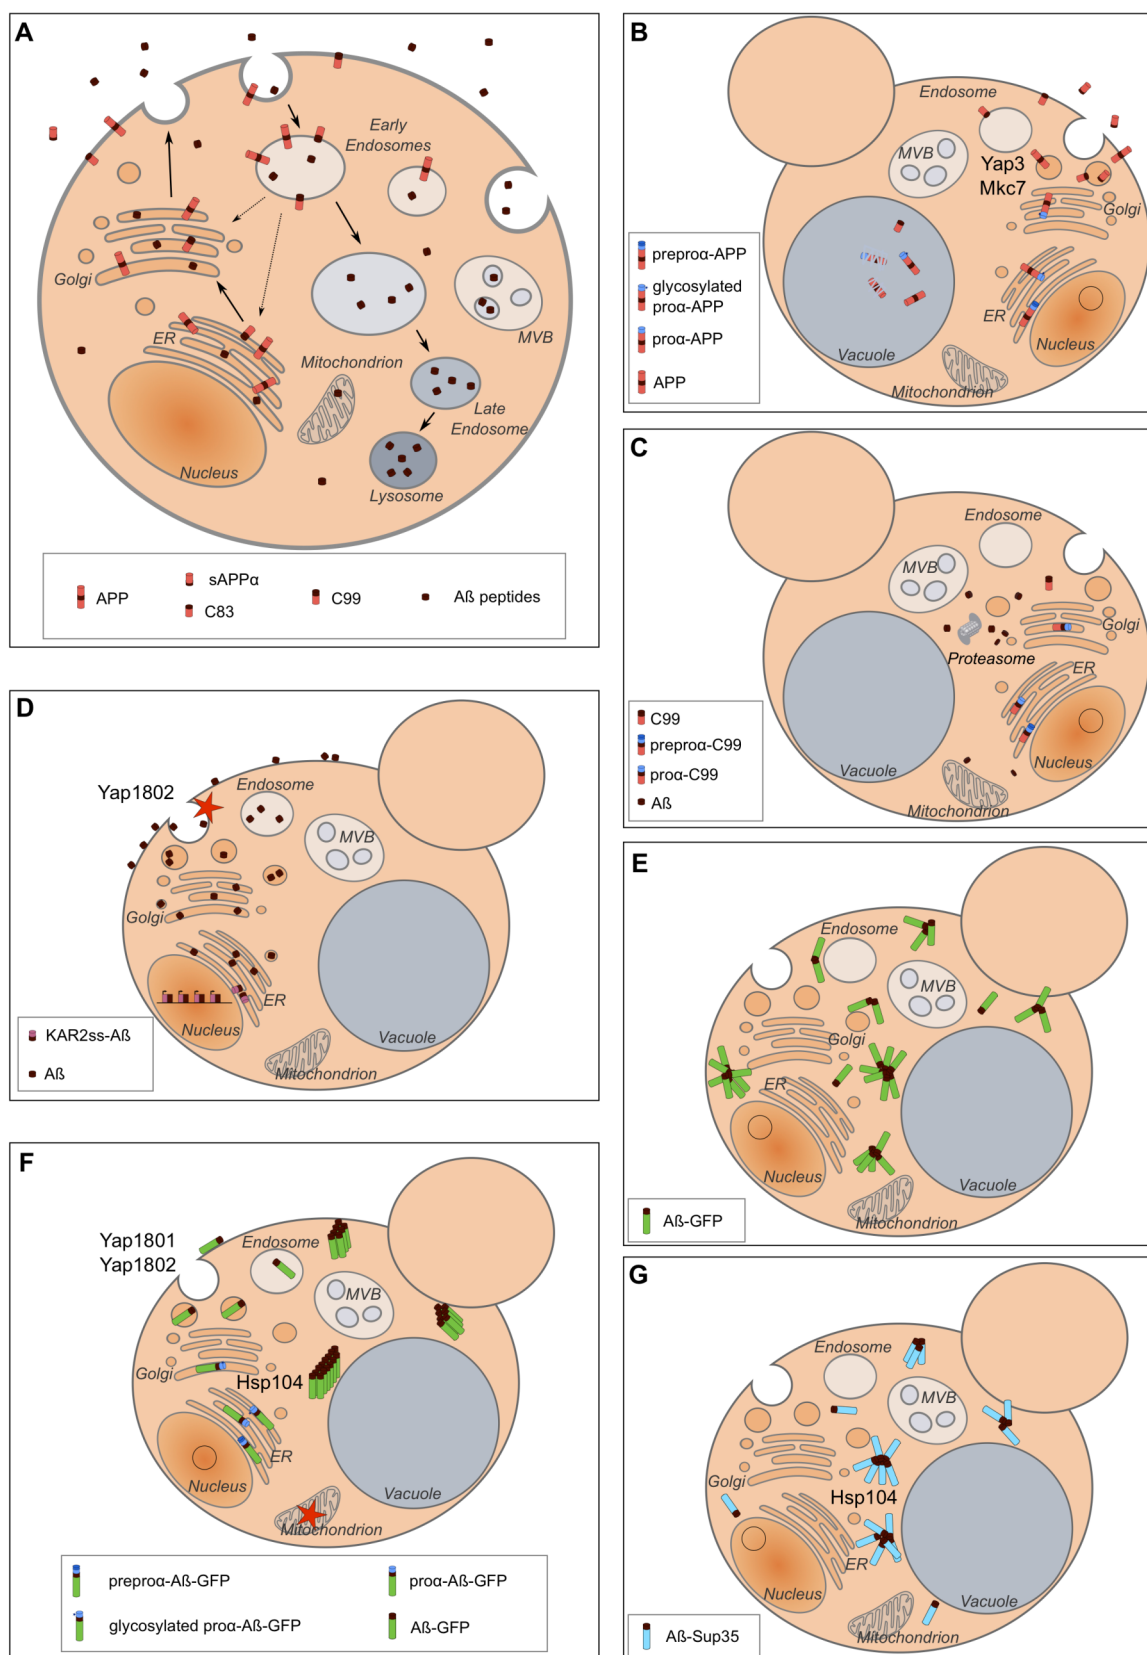 A
Early
Endosomes
Golgi
ER
Mitochondrion
MVB
Late
Endosome
Nucleus
Lysosome
APP
sAPPα
C83
C99
Aß peptides
B
Endosome
MVB
Yap3
Mkc7
Golgi
ER
Vacuole
Nucleus
Mitochondrion
preproα-APP
glycosylated
proα-APP
proα-APP
APP
C
Endosome
MVB
Golgi
Proteasome
ER
Vacuole
Nucleus
Mitochondrion
C99
preproα-C99
proα-C99
Aß
D
Yap1802
Endosome
MVB
Golgi
ER
Nucleus
Vacuole
Mitochondrion
KAR2ss-Aß
Aß
E
Endosome
MVB
Golgi
ER
Nucleus
Vacuole
Mitochondrion
Aß-GFP
F
Yap1801
Yap1802
Endosome
MVB
Golgi
Hsp104
ER
Nucleus
Vacuole
Mitochondrion
preproα-Aß-GFP
proα-Aß-GFP
glycosylated proα-Aß-GFP
Aß-GFP
G
Endosome
MVB
Golgi
Hsp104
ER
Nucleus
Vacuole
Mitochondrion
Aß-Sup35